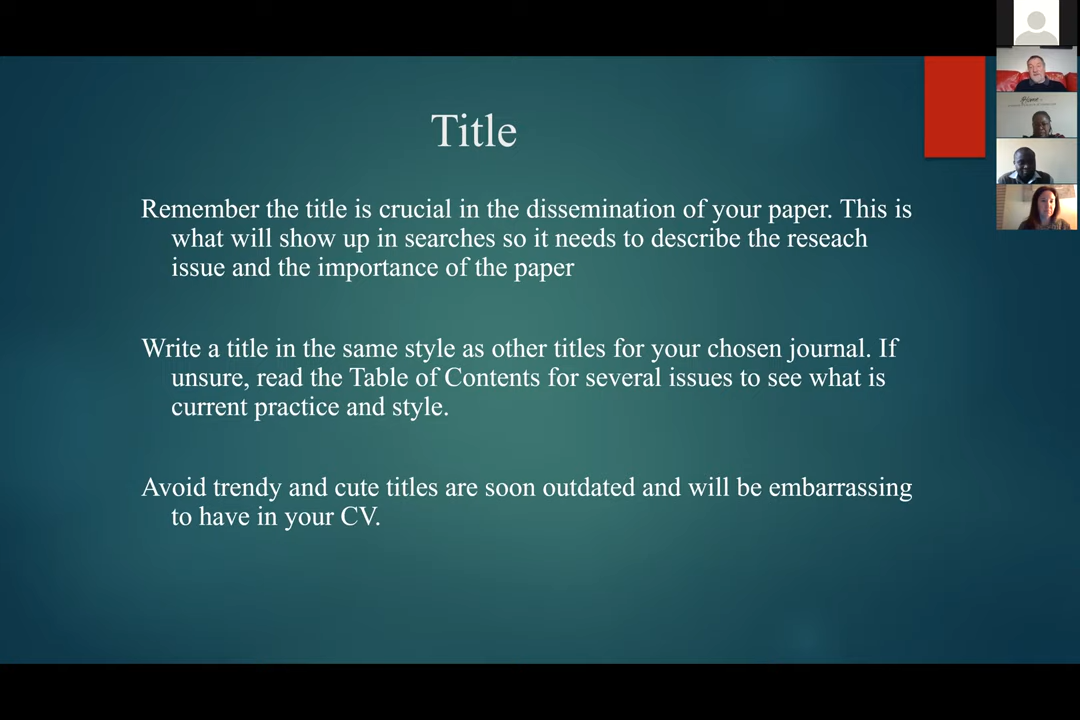 Title
Remember the title is crucial in the dissemination of your paper. This is
what will show up in searches so it needs to describe the reseach
issue and the importance of the paper
Write a title in the same style as other titles for your chosen journal. If
unsure, read the Table of Contents for several issues to see what is
current practice and style.
Avoid trendy and cute titles are soon outdated and will be embarrassing
to have in your CV.